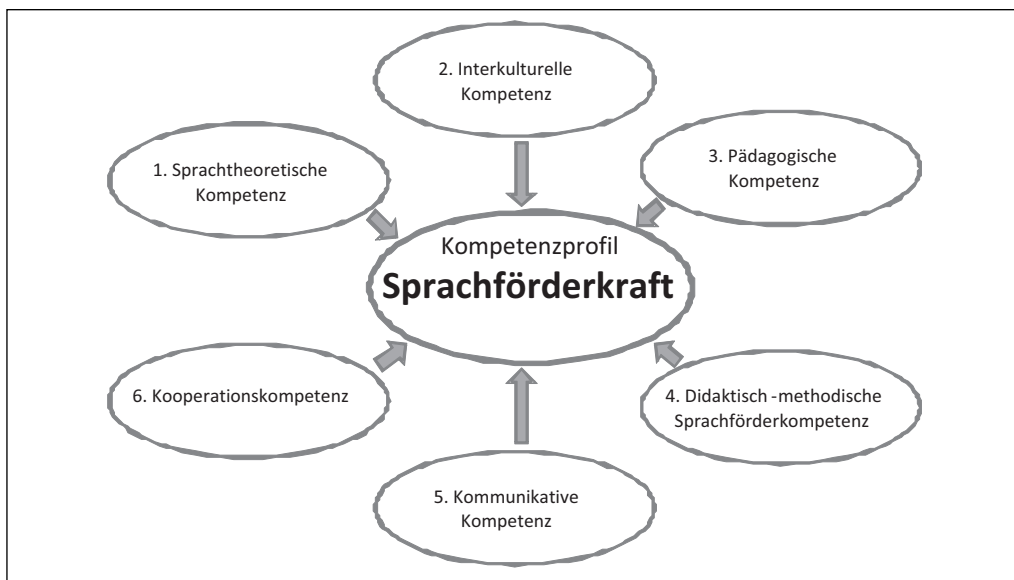 2. Interkulturelle
Kompetenz
1. Sprachtheoretische
Kompetenz
3. Pädagogische
Kompetenz
Kompetenzprofil
Sprachförderkraft
6. Kooperationskompetenz
4. Didaktisch -methodische
Sprachförderkompetenz
5. Kommunikative
Kompetenz